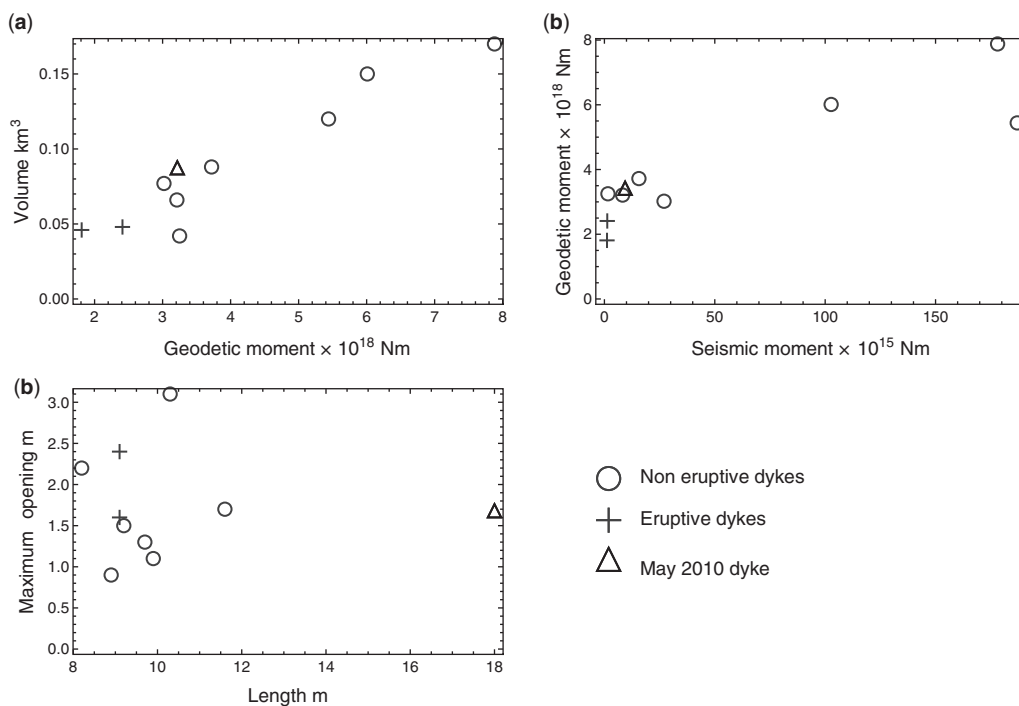 (a)
Volume km³
0.15
0.10
0.05
0.00
2 3 4 5 6 7 8
Geodetic moment × 10¹⁸ Nm
(b)
Geodetic moment × 10¹⁸ Nm
8
6
4
2
0
0 50 100 150
Seismic moment × 10¹⁵ Nm
(b)
Maximum opening m
3.0
2.5
2.0
1.5
1.0
0.5
0.0
8 10 12 14 16 18
Length m
Non eruptive dykes
Eruptive dykes
May 2010 dyke